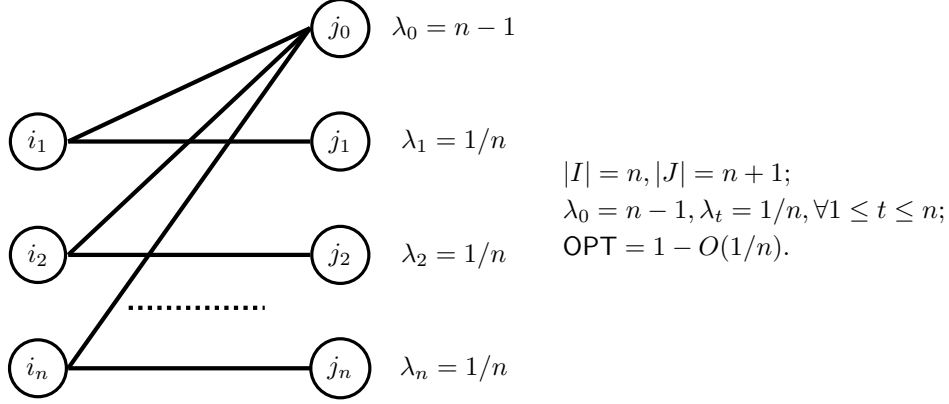 j₀ λ₀ = n − 1
i₁ j₁ λ₁ = 1/n
|I| = n, |J| = n + 1;
λ₀ = n − 1, λₜ = 1/n, ∀1 ≤ t ≤ n;
i₂ j₂ λ₂ = 1/n
OPT = 1 − O(1/n).
iₙ jₙ λₙ = 1/n